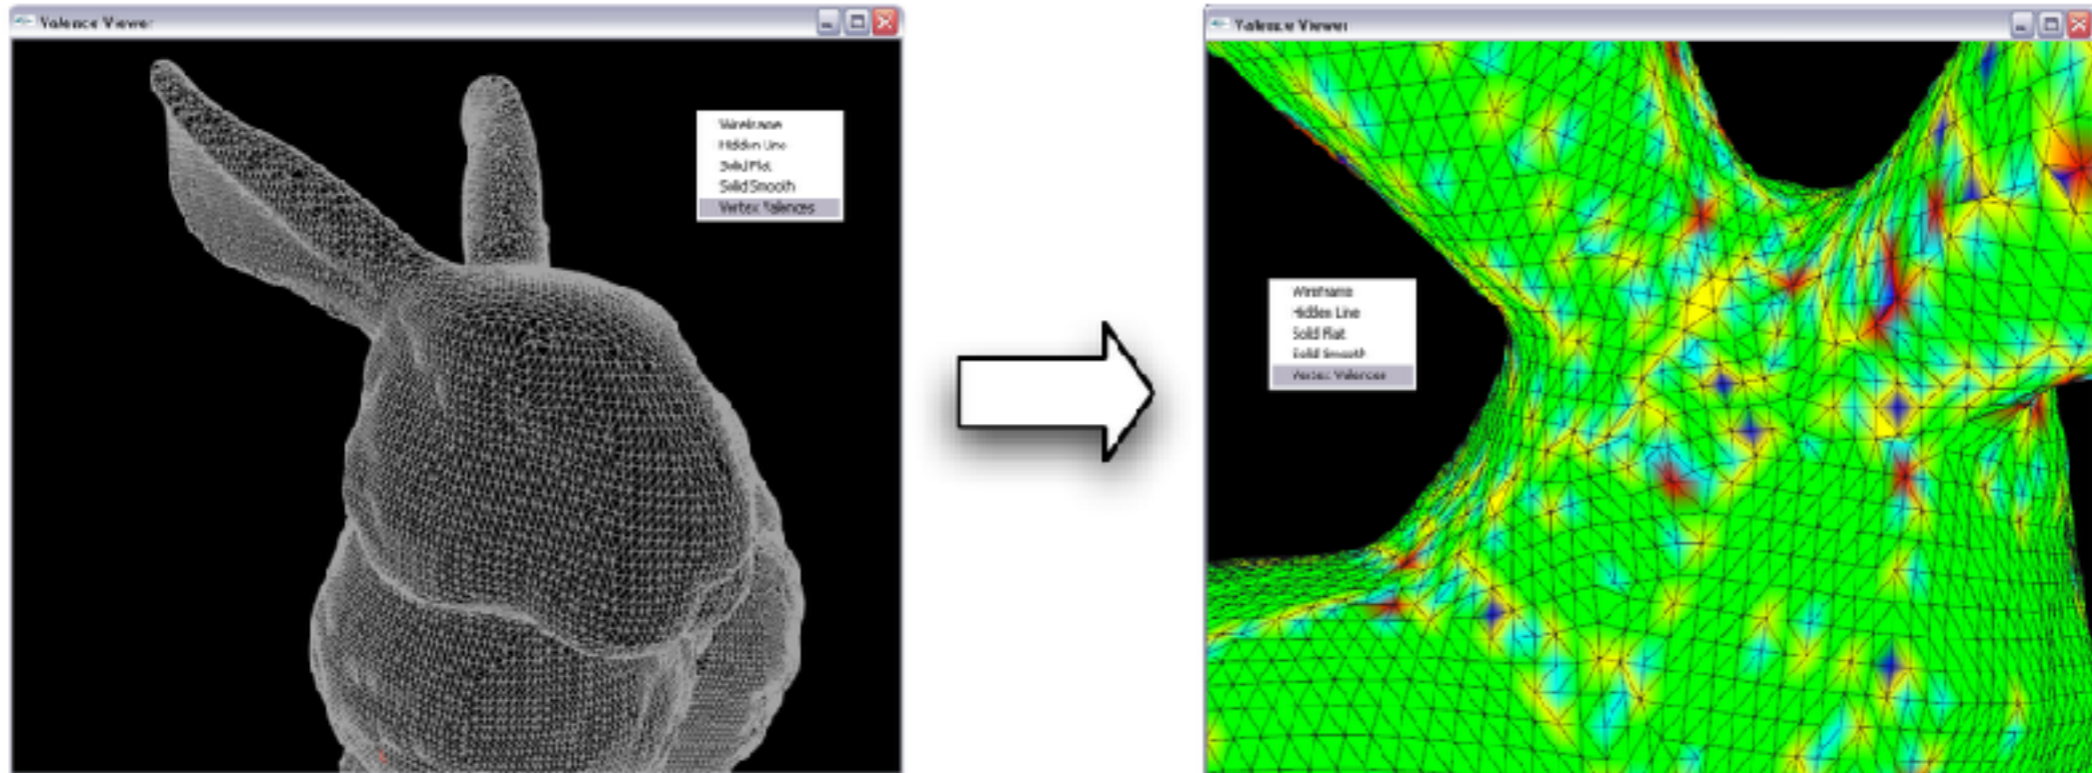 Valence Viewer
Wireframe
Hidden Line
Solid Flat
Solid Smooth
Vertex Valences
Valence Viewer
Wireframe
Hidden Line
Solid Flat
Solid Smooth
Vertex Valences